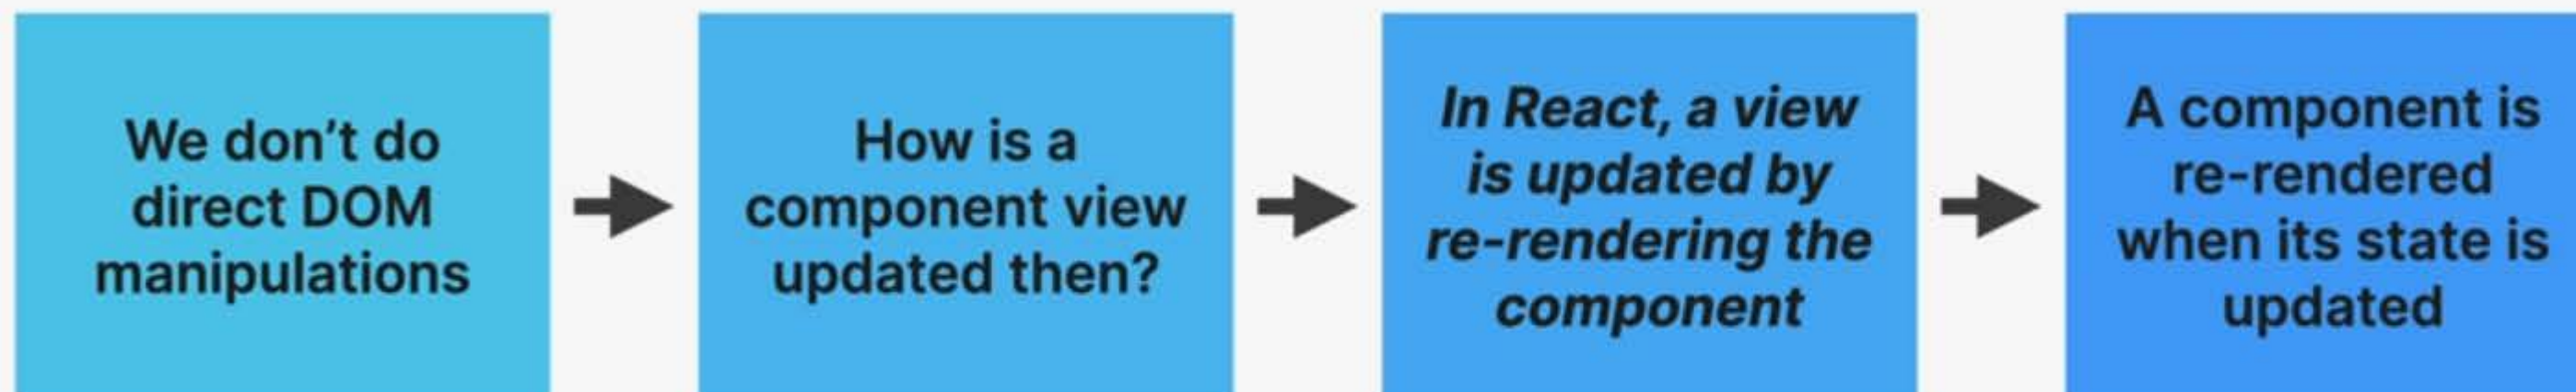 We don’t do
direct DOM
manipulations
How is a
component view
updated then?
In React, a view
is updated by
re-rendering the
component
A component is
re-rendered
when its state is
updated